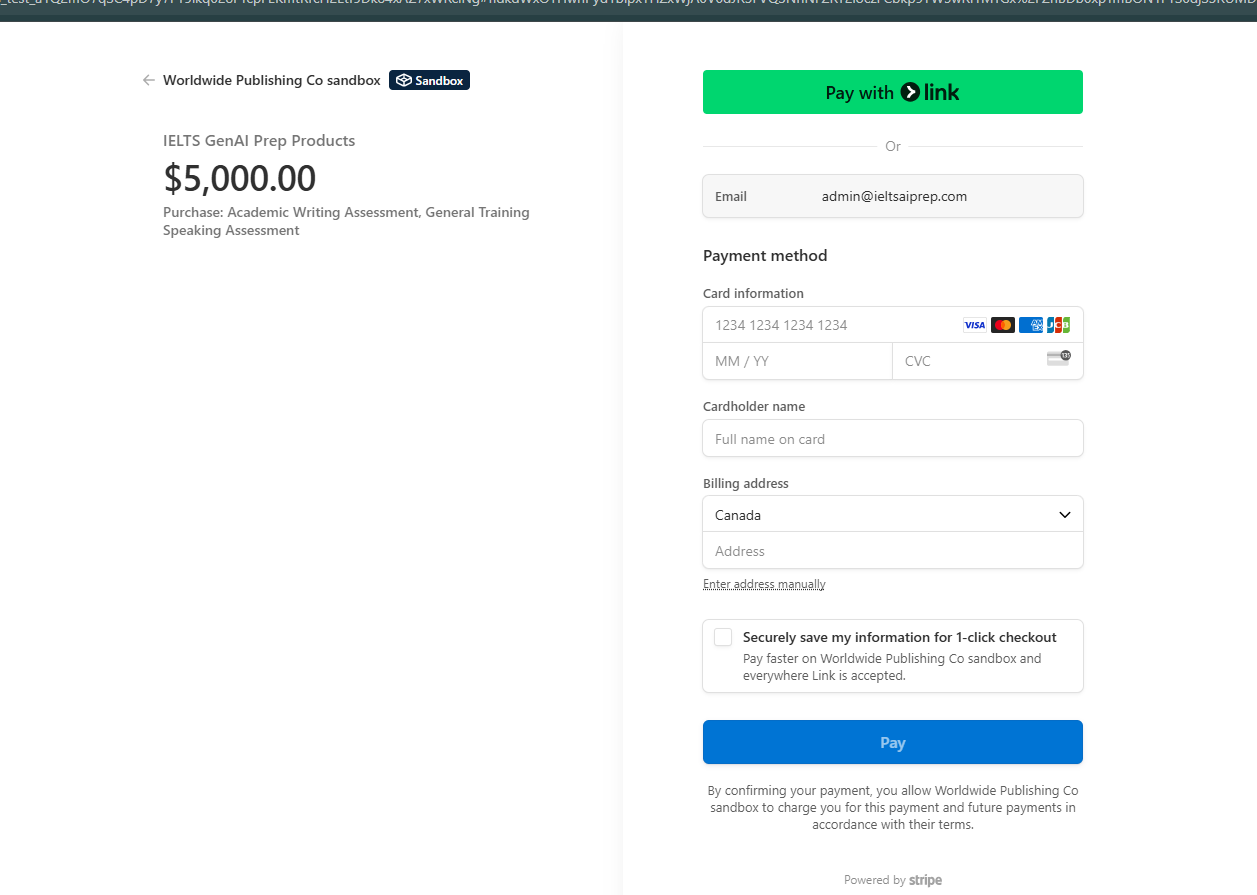 Worldwide Publishing Co sandbox Sandbox
IELTS GenAI Prep Products
$5,000.00
Purchase: Academic Writing Assessment, General Training
Speaking Assessment
Pay with link
Or
Email admin@ieltsaiprep.com
Payment method
Card information
1234 1234 1234 1234 VISA AMEX JCB
MM / YY CVC
Cardholder name
Full name on card
Billing address
Canada
Address
Enter address manually
Securely save my information for 1-click checkout
Pay faster on Worldwide Publishing Co sandbox and
everywhere Link is accepted.
Pay
By confirming your payment, you allow Worldwide Publishing Co
sandbox to charge you for this payment and future payments in
accordance with their terms.
Powered by stripe